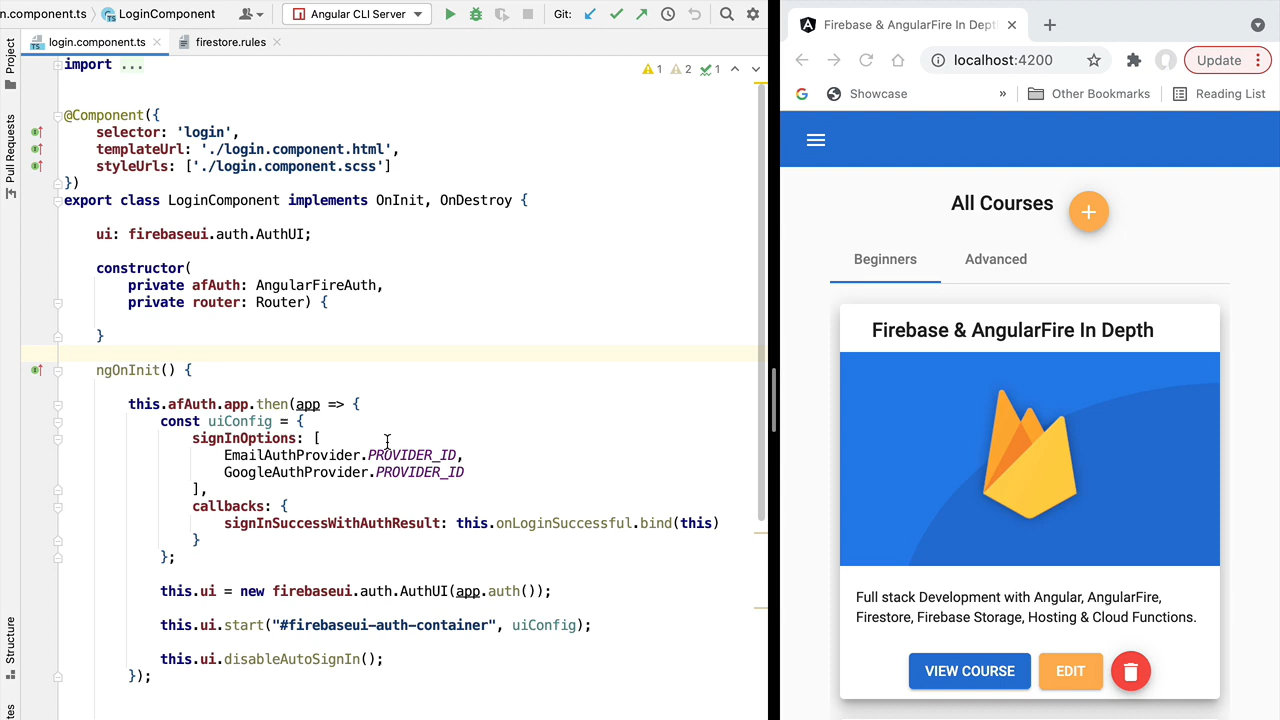 n.component.ts
LoginComponent
Angular CLI Server
Git:
Project
Pull Requests
Structure
login.component.ts
firestore.rules
import ...
1 2 1
@Component({
selector: 'login',
templateUrl: './login.component.html',
styleUrls: ['./login.component.scss']
})
export class LoginComponent implements OnInit, OnDestroy {
ui: firebaseui.auth.AuthUI;
constructor(
private afAuth: AngularFireAuth,
private router: Router) {
}
ngOnInit() {
this.afAuth.app.then(app => {
const uiConfig = {
signInOptions: [
EmailAuthProvider.PROVIDER_ID,
GoogleAuthProvider.PROVIDER_ID
],
callbacks: {
signInSuccessWithAuthResult: this.onLoginSuccessful.bind(this)
}
};
this.ui = new firebaseui.auth.AuthUI(app.auth());
this.ui.start("#firebaseui-auth-container", uiConfig);
this.ui.disableAutoSignIn();
});
Firebase & AngularFire In Dept
localhost:4200
Update
Showcase
»
Other Bookmarks
Reading List
All Courses
+
Beginners
Advanced
Firebase & AngularFire In Depth
Full stack Development with Angular, AngularFire,
Firestore, Firebase Storage, Hosting & Cloud Functions.
VIEW COURSE
EDIT